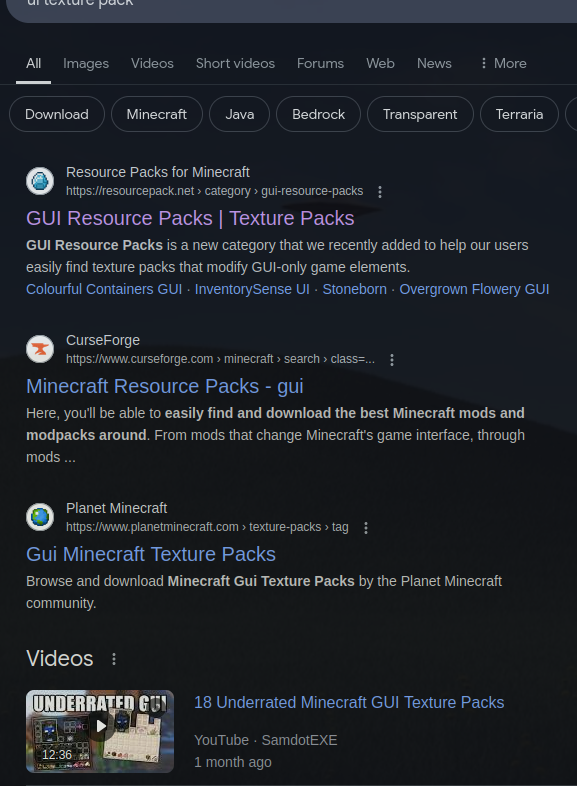 ui texture pack
All Images Videos Short videos Forums Web News More
Download Minecraft Java Bedrock Transparent Terraria
Resource Packs for Minecraft
https://resourcepack.net › category › gui-resource-packs
GUI Resource Packs | Texture Packs
GUI Resource Packs is a new category that we recently added to help our users
easily find texture packs that modify GUI-only game elements.
Colourful Containers GUI · InventorySense UI · Stoneborn · Overgrown Flowery GUI
CurseForge
https://www.curseforge.com › minecraft › search › class=...
Minecraft Resource Packs - gui
Here, you'll be able to easily find and download the best Minecraft mods and
modpacks around. From mods that change Minecraft's game interface, through
mods ...
Planet Minecraft
https://www.planetminecraft.com › texture-packs › tag
Gui Minecraft Texture Packs
Browse and download Minecraft Gui Texture Packs by the Planet Minecraft
community.
Videos
UNDERRATED GUI
12:36
18 Underrated Minecraft GUI Texture Packs
YouTube · SamdotEXE
1 month ago